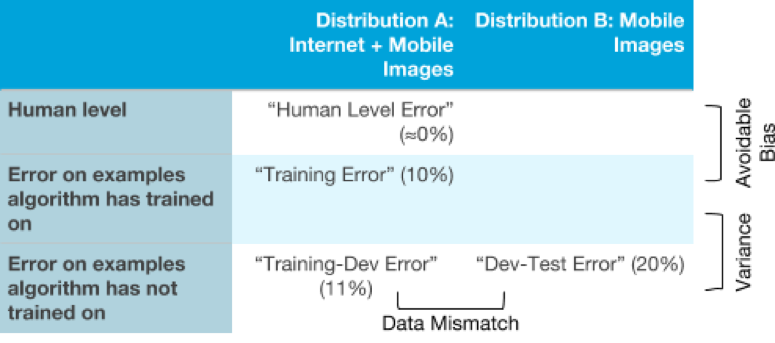 Distribution A:
Internet + Mobile
Images
Distribution B: Mobile
Images
Human level
“Human Level Error”
(≈0%)
Error on examples
algorithm has trained
on
“Training Error” (10%)
Error on examples
algorithm has not
trained on
“Training-Dev Error”
(11%)
“Dev-Test Error” (20%)
Avoidable
Bias
Variance
Data Mismatch